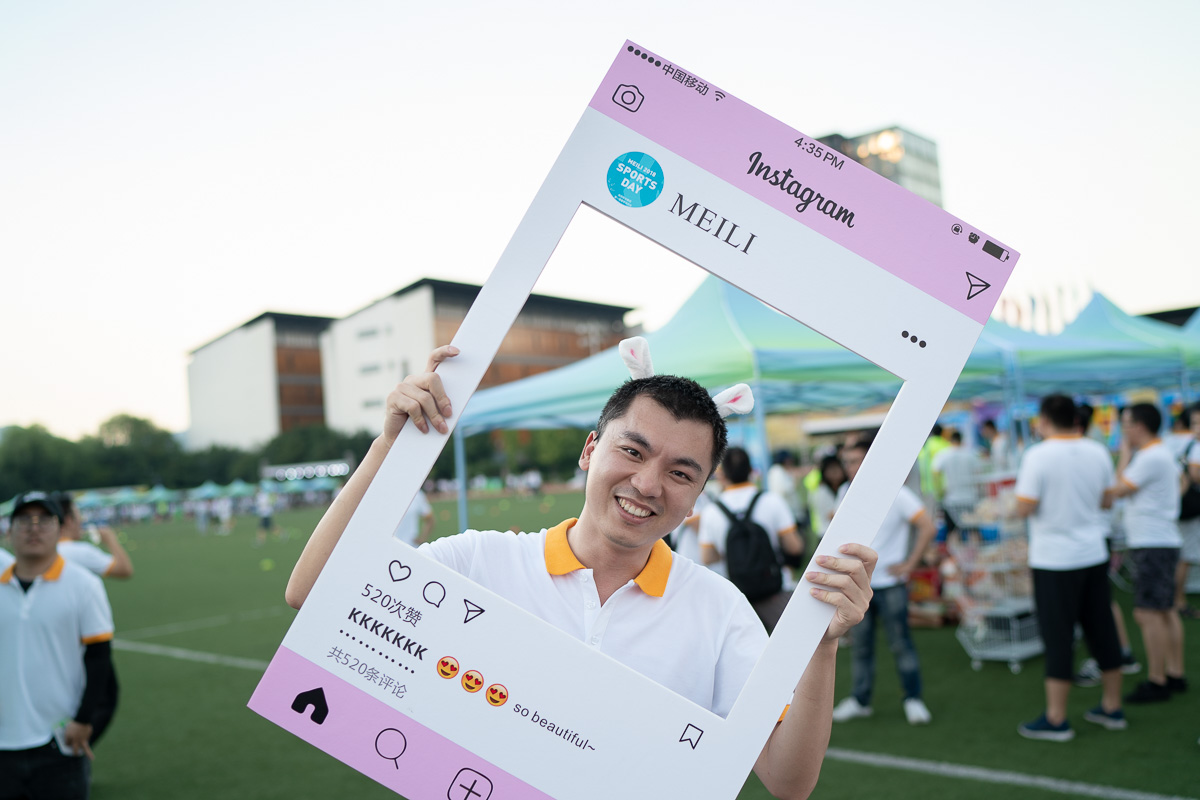 中国移动
4:35 PM
Instagram
MEILI 2018
SPORTS
DAY
MEILI
520次赞
KKKKKKK
••••••••••
共520条评论
so beautiful~